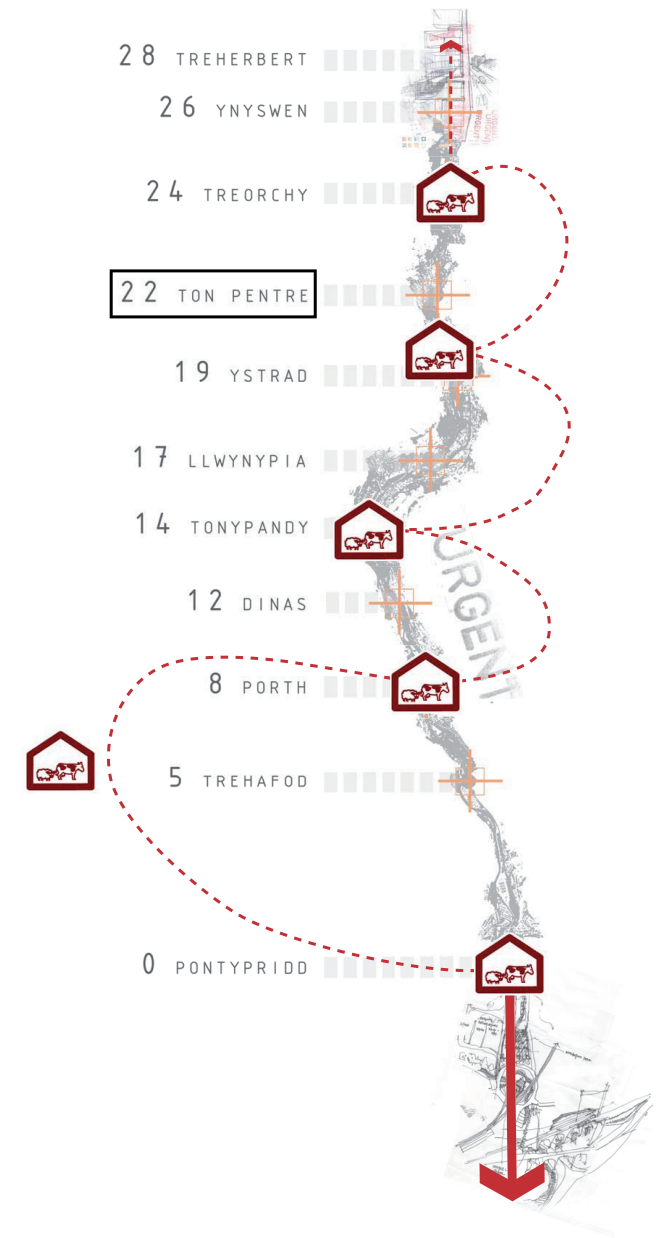 28 TREHERBERT
26 YNYSWEN
URGENT
24 TREORCHY
22 TON PENTRE
19 YSTRAD
17 LLWYNYPIA
14 TONYPANDY
URGENT
12 DINAS
8 PORTH
5 TREHAFOD
0 PONTYPRIDD